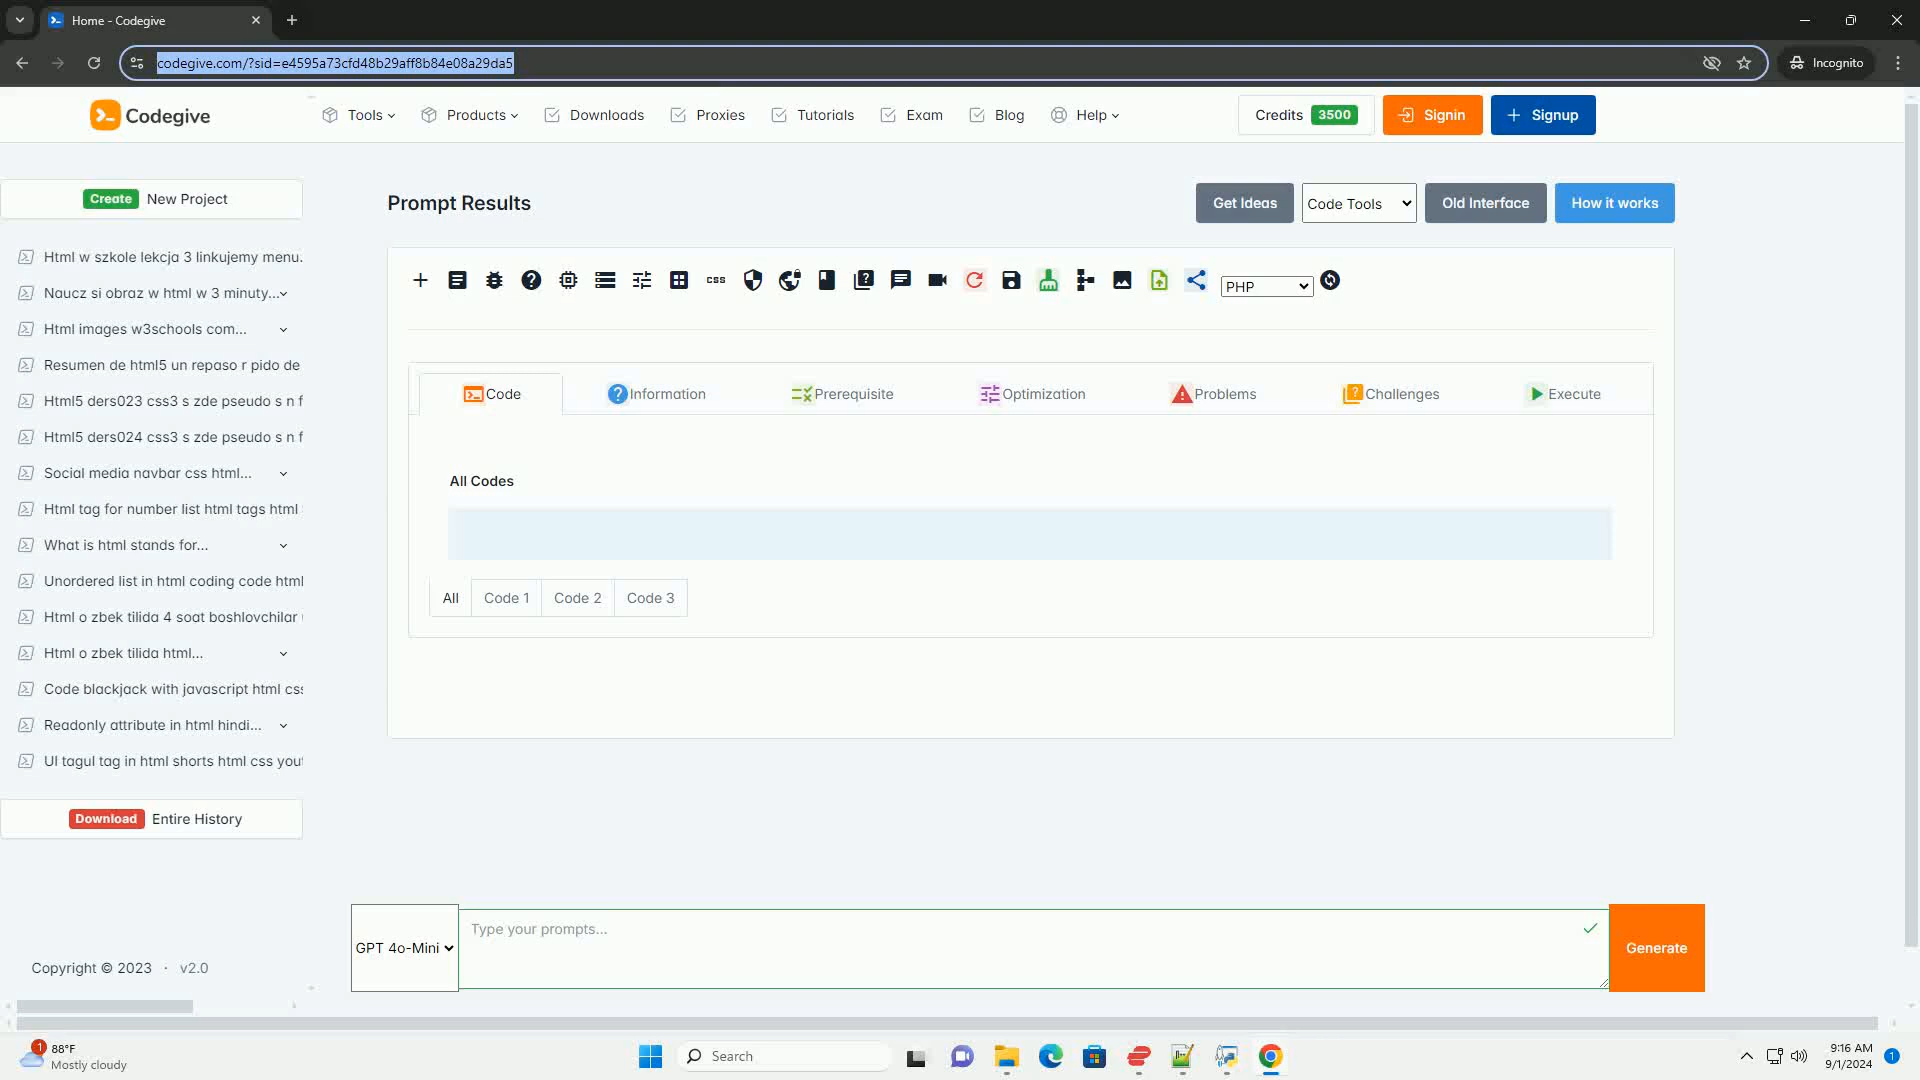 Home - Codegive
codegive.com/?sid=e4595a73cfd48b29aff8b84e08a29da5
Incognito
Codegive
Tools
Products
Downloads
Proxies
Tutorials
Exam
Blog
Help
Credits 3500
Signin
Signup
Create New Project
Html w szkole lekcja 3 linkujemy menu.
Naucz si obraz w html w 3 minuty...
Html images w3schools com...
Resumen de html5 un repaso r pido de
Html5 ders023 css3 s zde pseudo s n f
Html5 ders024 css3 s zde pseudo s n f
Social media navbar css html...
Html tag for number list html tags html
What is html stands for...
Unordered list in html coding code html
Html o zbek tilida 4 soat boshlovchilar
Html o zbek tilida html...
Code blackjack with javascript html css
Readonly attribute in html hindi...
Ul tagul tag in html shorts html css you
Download Entire History
Copyright © 2023 · v2.0
Prompt Results
Get Ideas
Code Tools
Old Interface
How it works
css
PHP
Code
Information
Prerequisite
Optimization
Problems
Challenges
Execute
All Codes
All
Code 1
Code 2
Code 3
GPT 4o-Mini
Type your prompts...
Generate
1
88°F
Mostly cloudy
Search
9:16 AM
9/1/2024
1